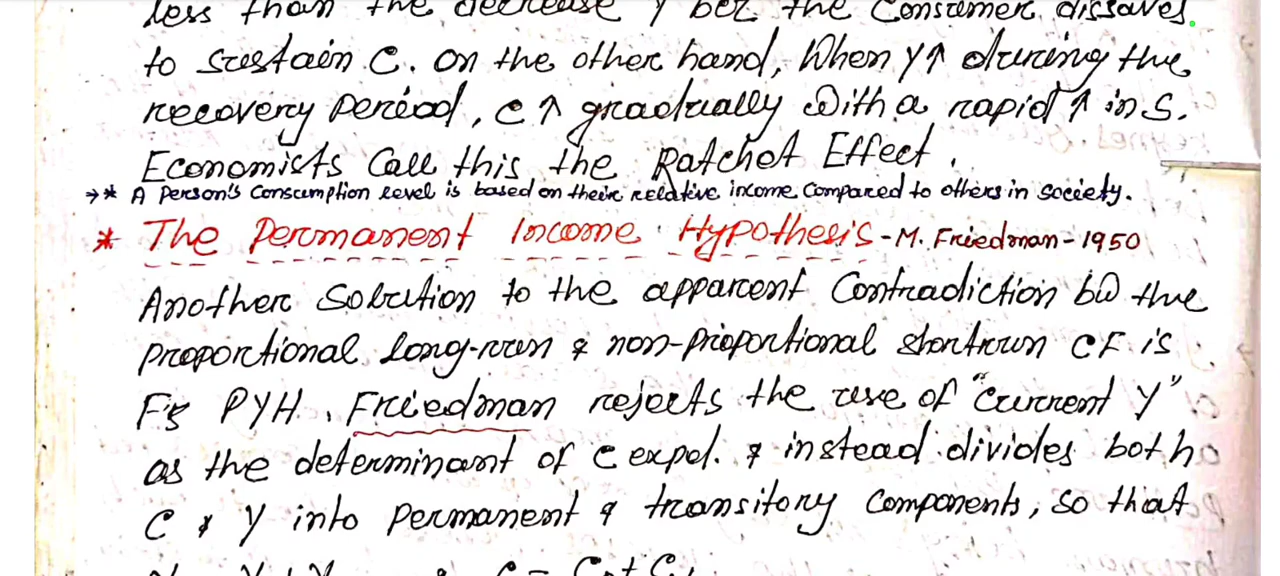 less than the decrease Y bcz the Consumer dissaves
to sustain C. On the other hand, When Y↑ during the
recovery period, C ↑ gradually with a rapid ↑ in S.
Economists Call this the Ratchet Effect.
→* A person's Consumption level is based on their relative income compared to others in society.
* The Permanent Income Hypothesis - M. Friedman - 1950
Another Solution to the apparent Contradiction bw the
proportional long-run & non-proportional shortrun CF is
F's PYH. Friedman rejects the use of "Current Y"
as the determinant of C expd. & instead divides both
C & Y into permanent & transitory Components, so that
C = Cp + Ct